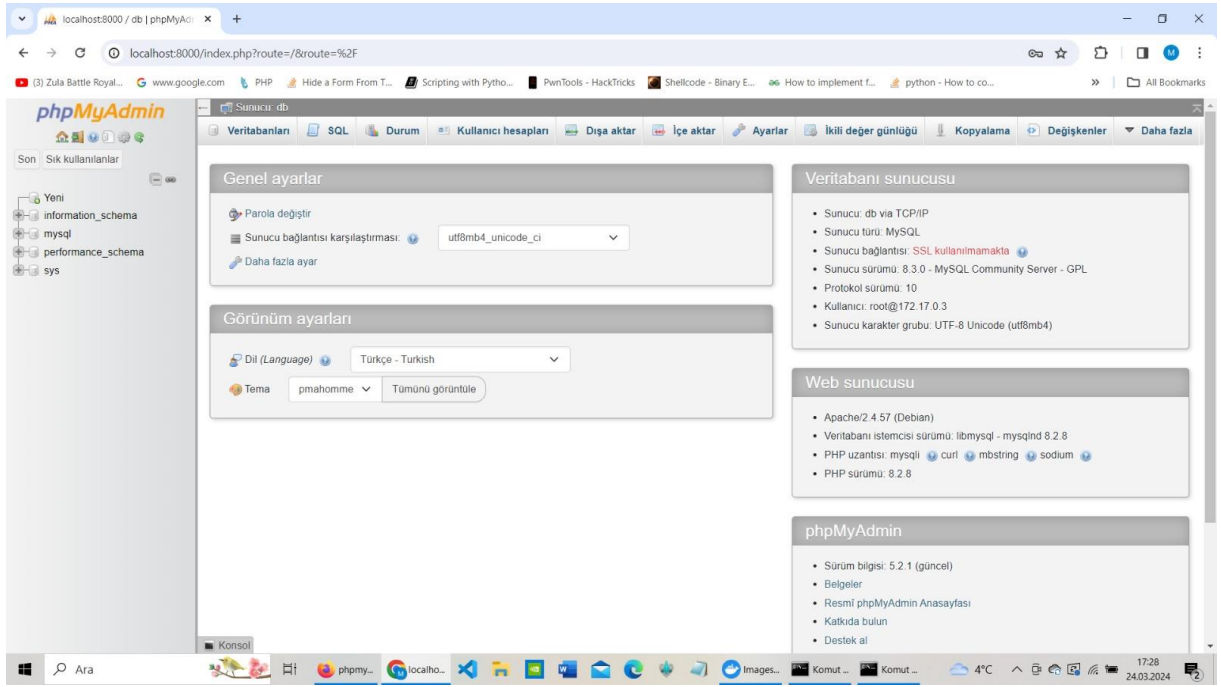 localhost:8000 / db | phpMyAd
localhost:8000/index.php?route=/&route=%2F
M
(3) Zula Battle Royal...
www.google.com
PHP
Hide a Form From T...
Scripting with Pytho...
PwnTools - HackTricks
Shellcode - Binary E...
How to implement f...
python - How to co...
All Bookmarks
phpMyAdmin
Son Sık kullanılanlar
Yeni
information_schema
mysql
performance_schema
sys
Sunucu: db
Veritabanları
SQL
Durum
Kullanıcı hesapları
Dışa aktar
İçe aktar
Ayarlar
İkili değer günlüğü
Kopyalama
Değişkenler
Daha fazla
Genel ayarlar
Parola değiştir
Sunucu bağlantısı karşılaştırması: utf8mb4_unicode_ci
Daha fazla ayar
Görünüm ayarları
Dil (Language) Türkçe - Turkish
Tema pmahomme Tümünü görüntüle
Veritabanı sunucusu
• Sunucu: db via TCP/IP
• Sunucu türü: MySQL
• Sunucu bağlantısı: SSL kullanılmamakta
• Sunucu sürümü: 8.3.0 - MySQL Community Server - GPL
• Protokol sürümü: 10
• Kullanıcı: root@172.17.0.3
• Sunucu karakter grubu: UTF-8 Unicode (utf8mb4)
Web sunucusu
• Apache/2.4.57 (Debian)
• Veritabanı istemcisi sürümü: libmysql - mysqlnd 8.2.8
• PHP uzantısı: mysqli curl mbstring sodium
• PHP sürümü: 8.2.8
phpMyAdmin
• Sürüm bilgisi: 5.2.1 (güncel)
• Belgeler
• Resmî phpMyAdmin Anasayfası
• Katkıda bulun
• Destek al
Konsol
Ara
phpmy...
localho...
Images...
Komut ...
Komut ...
4°C
17:28
24.03.2024
2